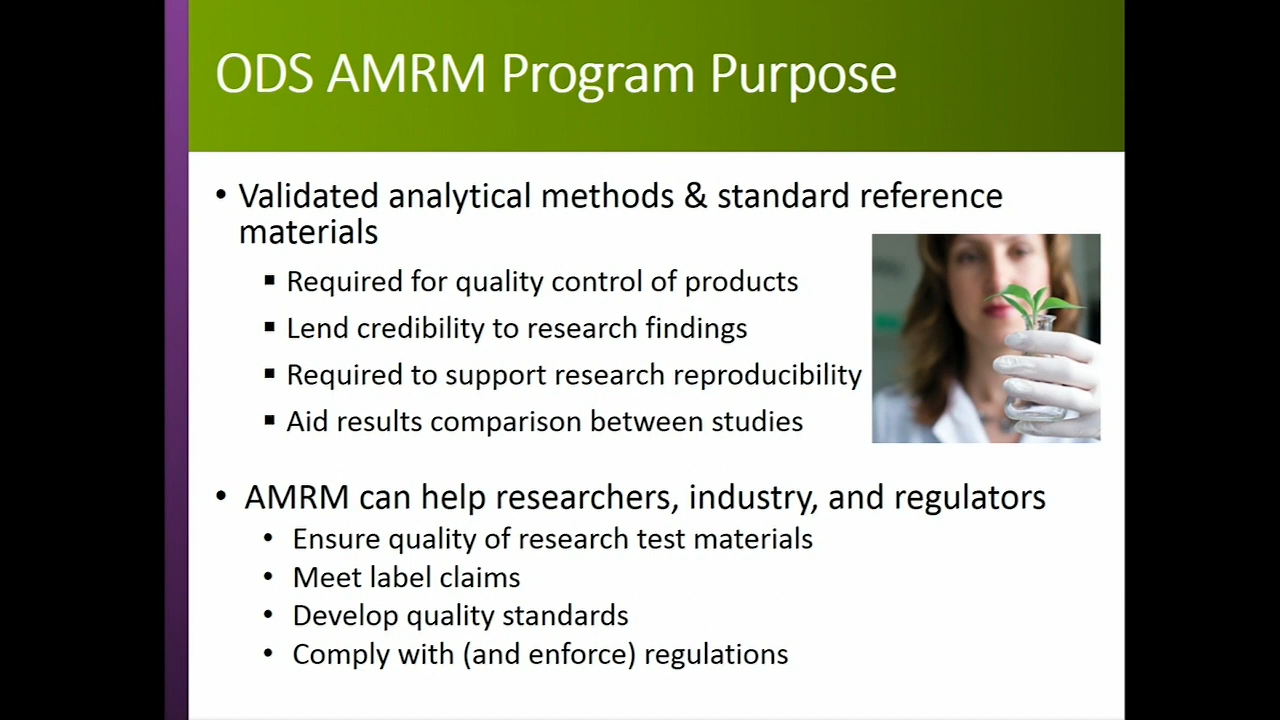 ODS AMRM Program Purpose
• Validated analytical methods & standard reference
materials
▪ Required for quality control of products
▪ Lend credibility to research findings
▪ Required to support research reproducibility
▪ Aid results comparison between studies
• AMRM can help researchers, industry, and regulators
• Ensure quality of research test materials
• Meet label claims
• Develop quality standards
• Comply with (and enforce) regulations